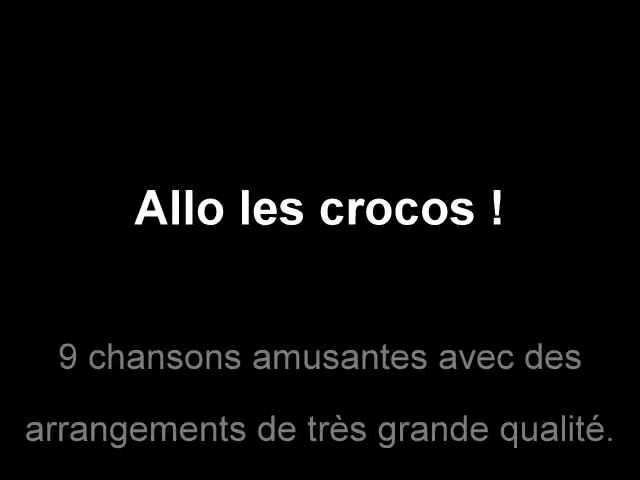 Allo les crocos !
9 chansons amusantes avec des
arrangements de très grande qualité.